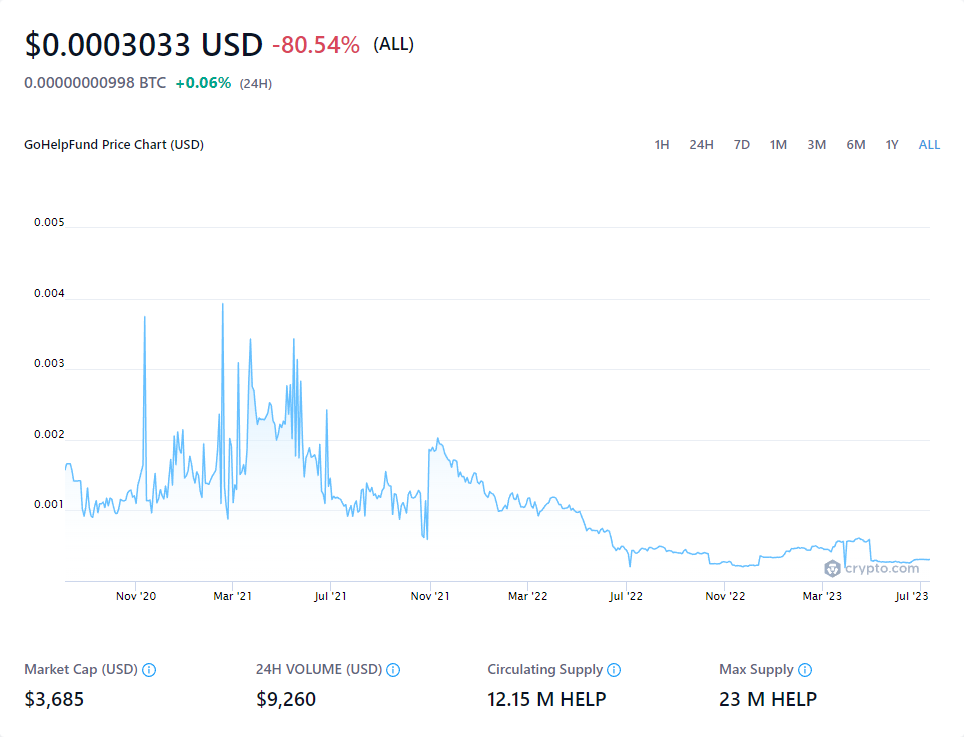 $0.0003033 USD -80.54% (ALL)
0.00000000998 BTC +0.06% (24H)
GoHelpFund Price Chart (USD) 1H 24H 7D 1M 3M 6M 1Y ALL
0.005
0.004
0.003
0.002
0.001
crypto.com
Nov '20 Mar '21 Jul '21 Nov '21 Mar '22 Jul '22 Nov '22 Mar '23 Jul '23
Market Cap (USD) 24H VOLUME (USD) Circulating Supply Max Supply
$3,685 $9,260 12.15 M HELP 23 M HELP